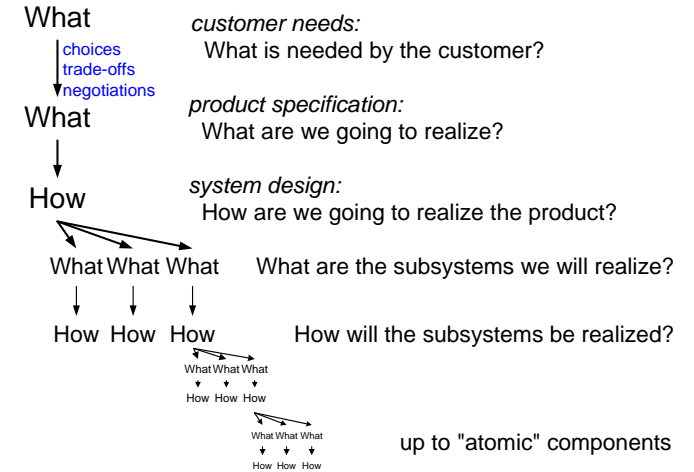 What
customer needs:
What is needed by the customer?
choices
trade-offs
negotiations
What
product specification:
What are we going to realize?
How
system design:
How are we going to realize the product?
What What What
What are the subsystems we will realize?
How How How
How will the subsystems be realized?
What What What
How How How
What What What
up to "atomic" components
How How How